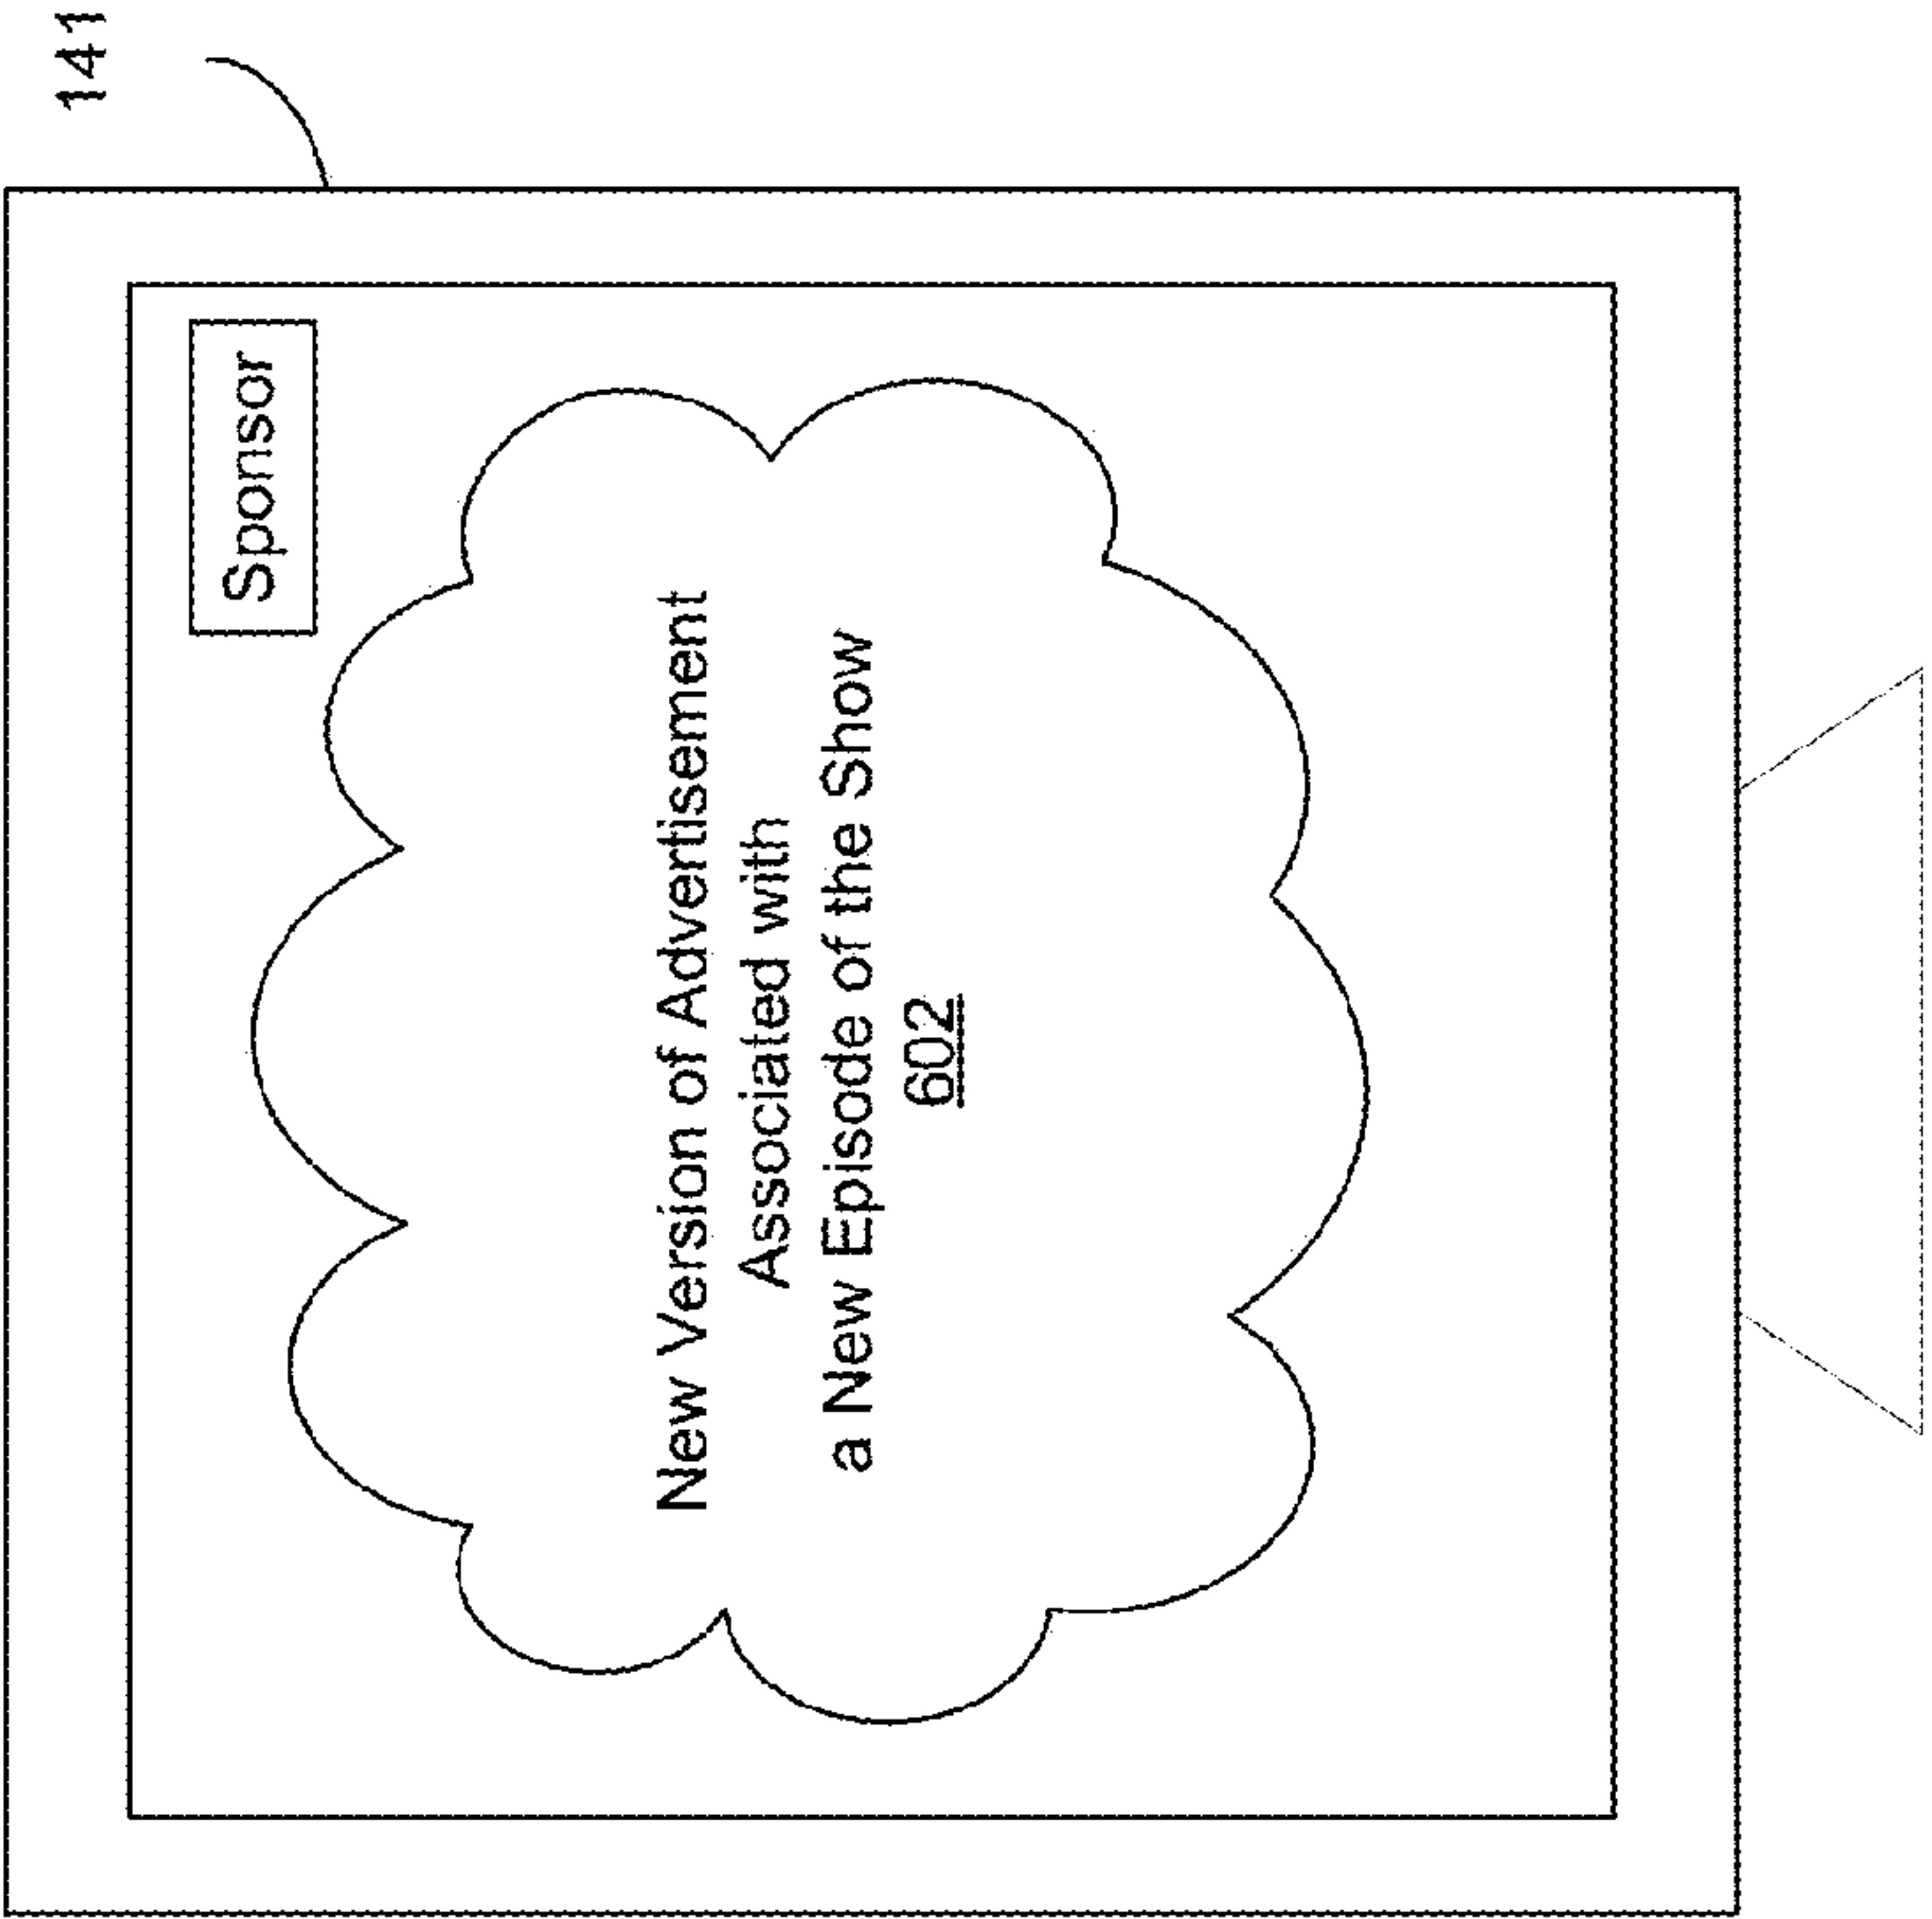 141
Sponsor
New Version of Advertisement
Associated with
a New Episode of the Show
602